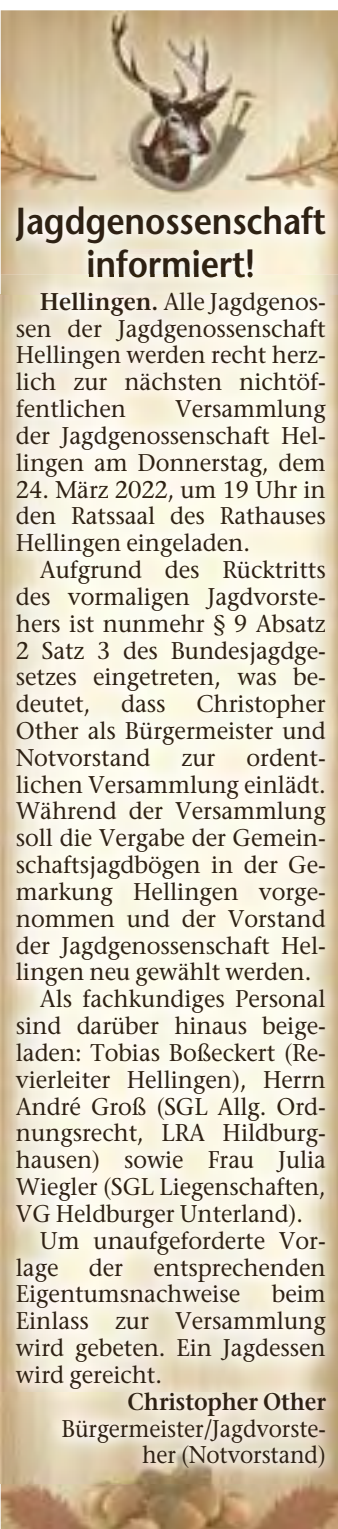 Jagdgenossenschaft
informiert!
Hellingen. Alle Jagdgenos-
sen der Jagdgenossenschaft
Hellingen werden recht herz-
lich zur nächsten nichtöf-
fentlichen Versammlung
der Jagdgenossenschaft Hel-
lingen am Donnerstag, dem
24. März 2022, um 19 Uhr in
den Ratssaal des Rathauses
Hellingen eingeladen.
Aufgrund des Rücktritts
des vormaligen Jagdvorste-
hers ist nunmehr § 9 Absatz
2 Satz 3 des Bundesjagdge-
setzes eingetreten, was be-
deutet, dass Christopher
Other als Bürgermeister und
Notvorstand zur ordent-
lichen Versammlung einlädt.
Während der Versammlung
soll die Vergabe der Gemein-
schaftsjagdbögen in der Ge-
markung Hellingen vorge-
nommen und der Vorstand
der Jagdgenossenschaft Hel-
lingen neu gewählt werden.
Als fachkundiges Personal
sind darüber hinaus beige-
laden: Tobias Boßeckert (Re-
vierleiter Hellingen), Herrn
André Groß (SGL Allg. Ord-
nungsrecht, LRA Hildburg-
hausen) sowie Frau Julia
Wiegler (SGL Liegenschaften,
VG Heldburger Unterland).
Um unaufgeforderte Vor-
lage der entsprechenden
Eigentumsnachweise beim
Einlass zur Versammlung
wird gebeten. Ein Jagdessen
wird gereicht.
Christopher Other
Bürgermeister/Jagdvorste-
her (Notvorstand)